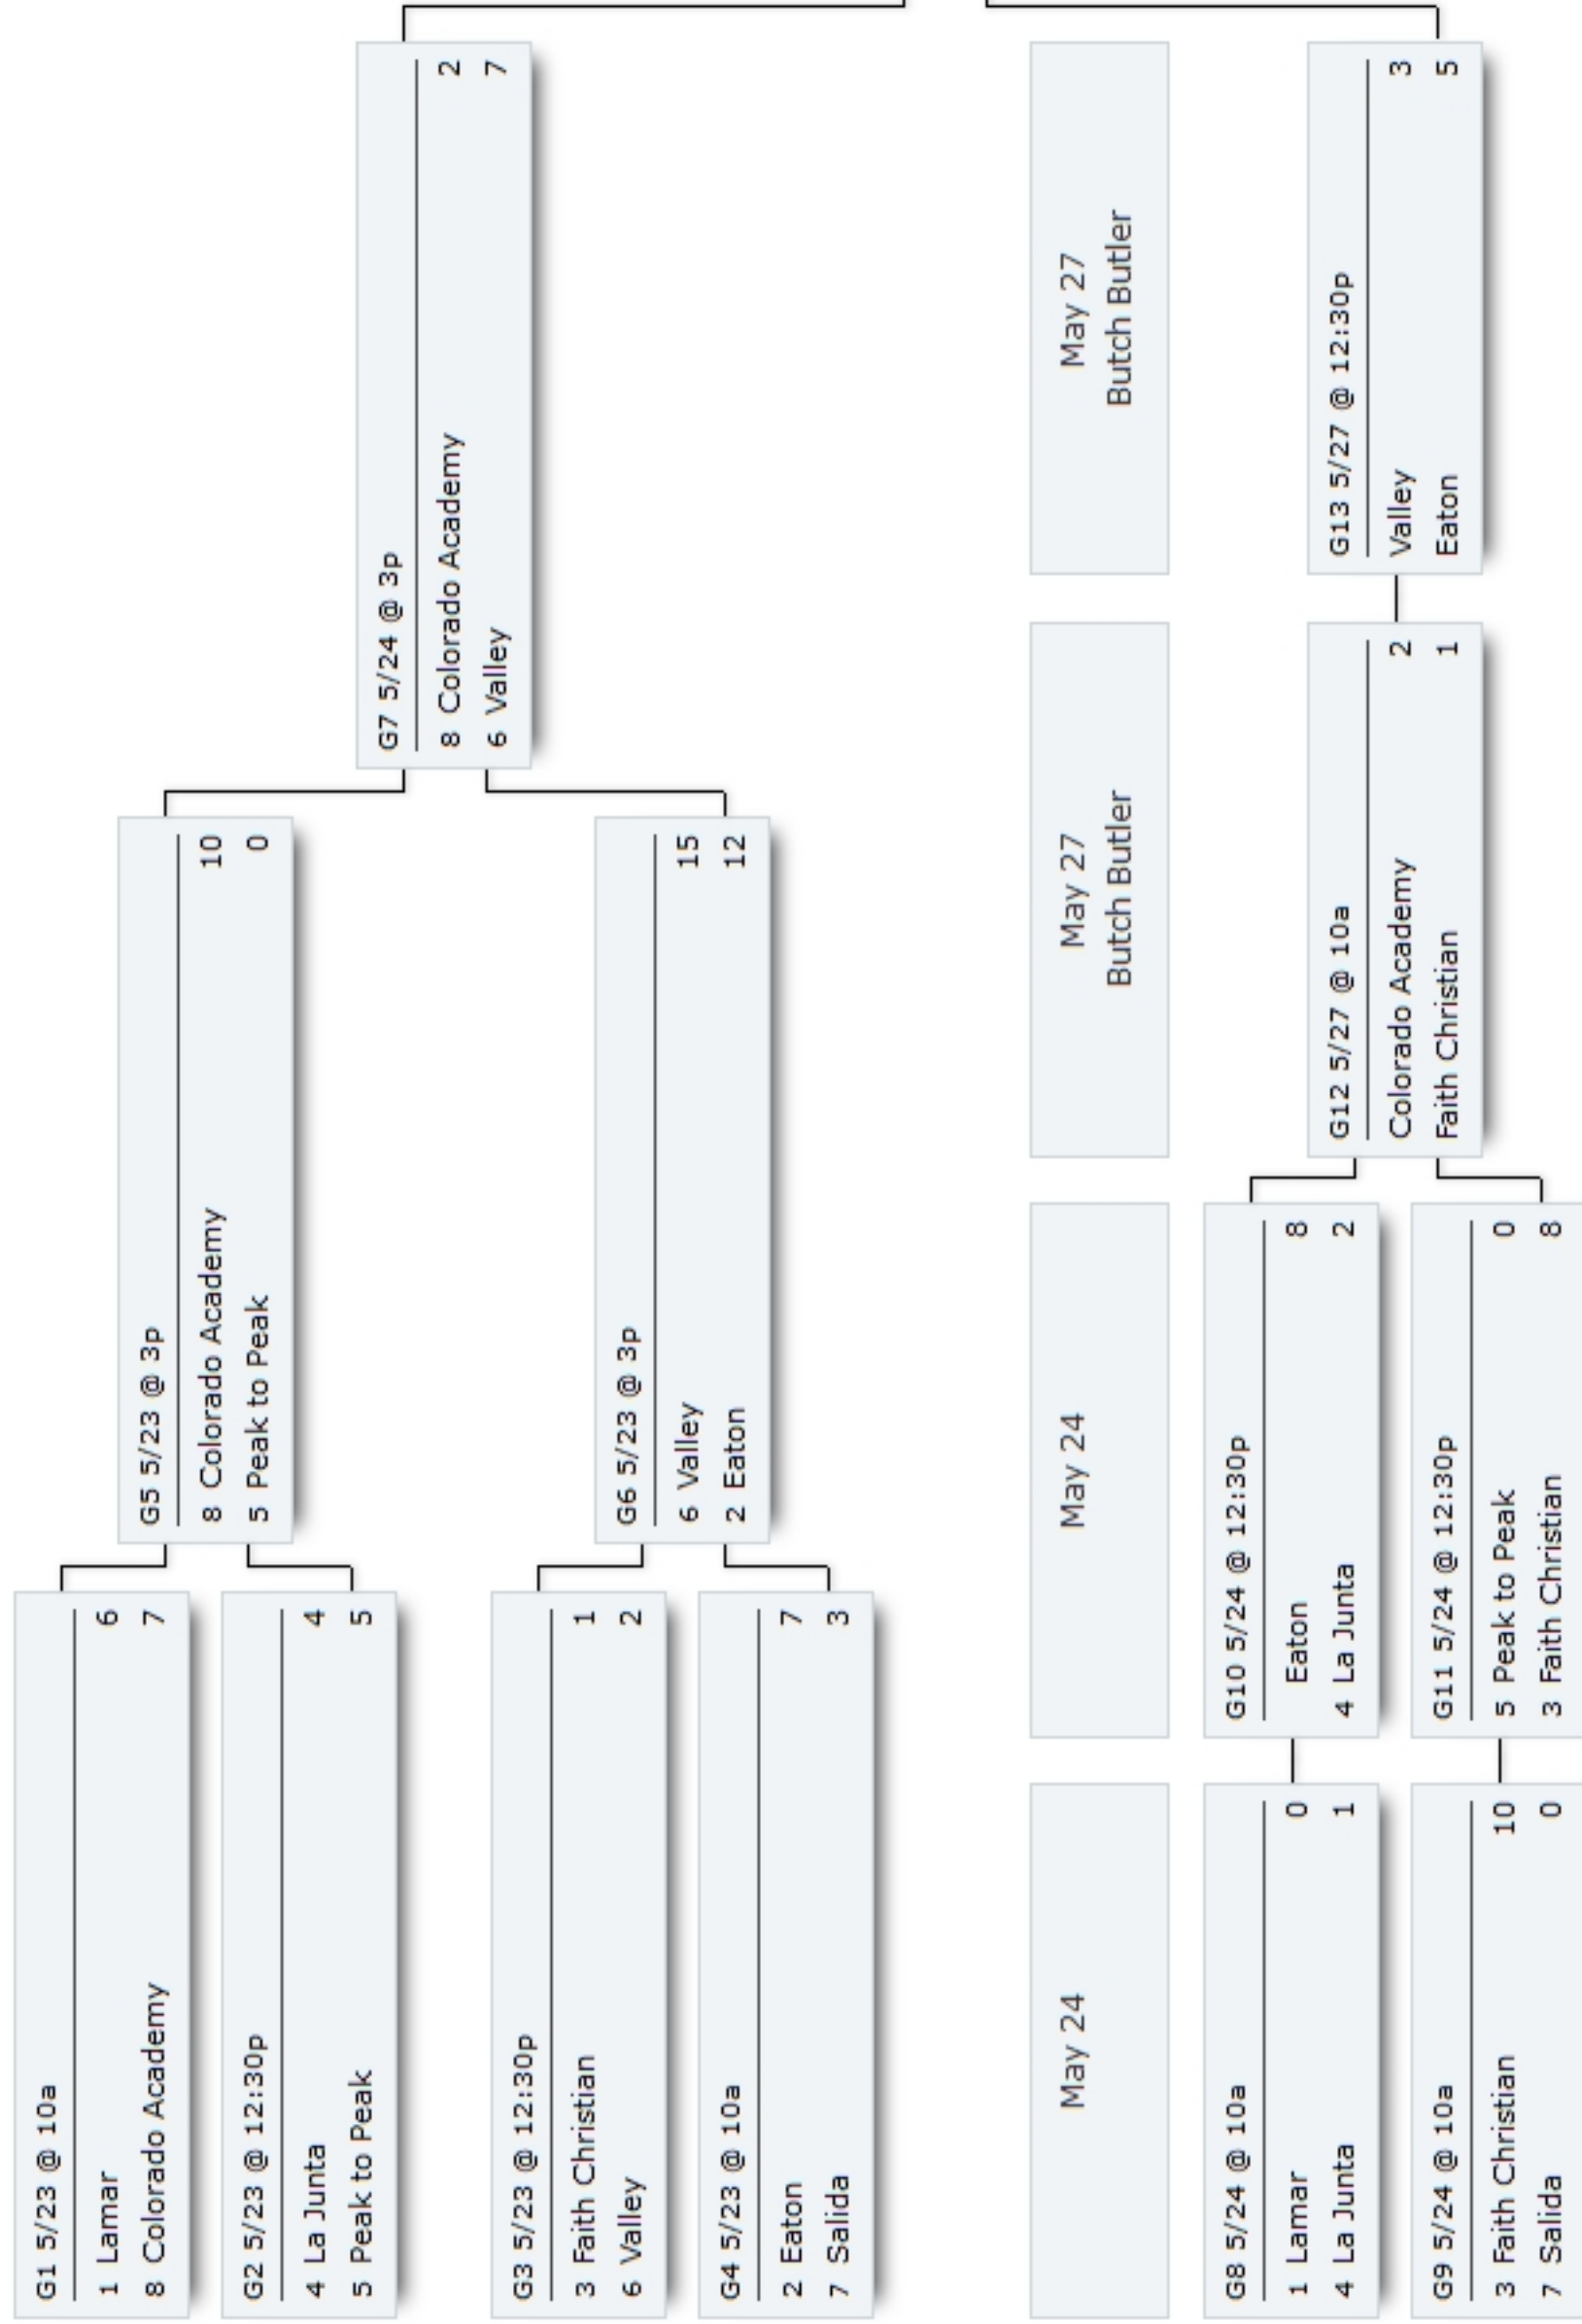 G1 5/23 @ 10a
1 Lamar 6
8 Colorado Academy 7
G2 5/23 @ 12:30p
4 La Junta 4
5 Peak to Peak 5
G3 5/23 @ 12:30p
3 Faith Christian 1
6 Valley 2
G4 5/23 @ 10a
2 Eaton 7
7 Salida 3
G5 5/23 @ 3p
8 Colorado Academy 10
5 Peak to Peak 0
G6 5/23 @ 3p
6 Valley 15
2 Eaton 12
G7 5/24 @ 3p
8 Colorado Academy 2
6 Valley 7
May 24
May 24
May 27
Butch Butler
May 27
Butch Butler
G8 5/24 @ 10a
1 Lamar 0
4 La Junta 1
G9 5/24 @ 10a
3 Faith Christian 10
7 Salida 0
G10 5/24 @ 12:30p
Eaton 8
4 La Junta 2
G11 5/24 @ 12:30p
5 Peak to Peak 0
3 Faith Christian 8
G12 5/27 @ 10a
Colorado Academy 2
Faith Christian 1
G13 5/27 @ 12:30p
Valley 3
Eaton 5